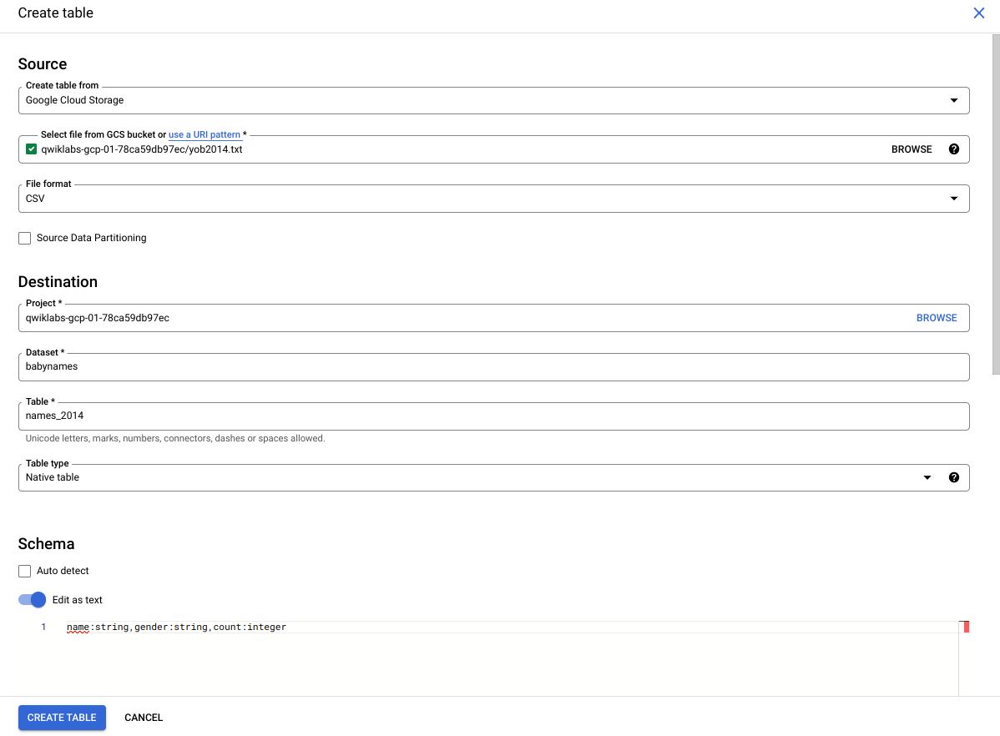 Create table
Source
Create table from
Google Cloud Storage
Select file from GCS bucket or use a URI pattern *
qwiklabs-gcp-01-78ca59db97ec/yob2014.txt
BROWSE
File format
CSV
Source Data Partitioning
Destination
Project *
qwiklabs-gcp-01-78ca59db97ec
BROWSE
Dataset *
babynames
Table *
names_2014
Unicode letters, marks, numbers, connectors, dashes or spaces allowed.
Table type
Native table
Schema
Auto detect
Edit as text
1 name:string,gender:string,count:integer
CREATE TABLE CANCEL